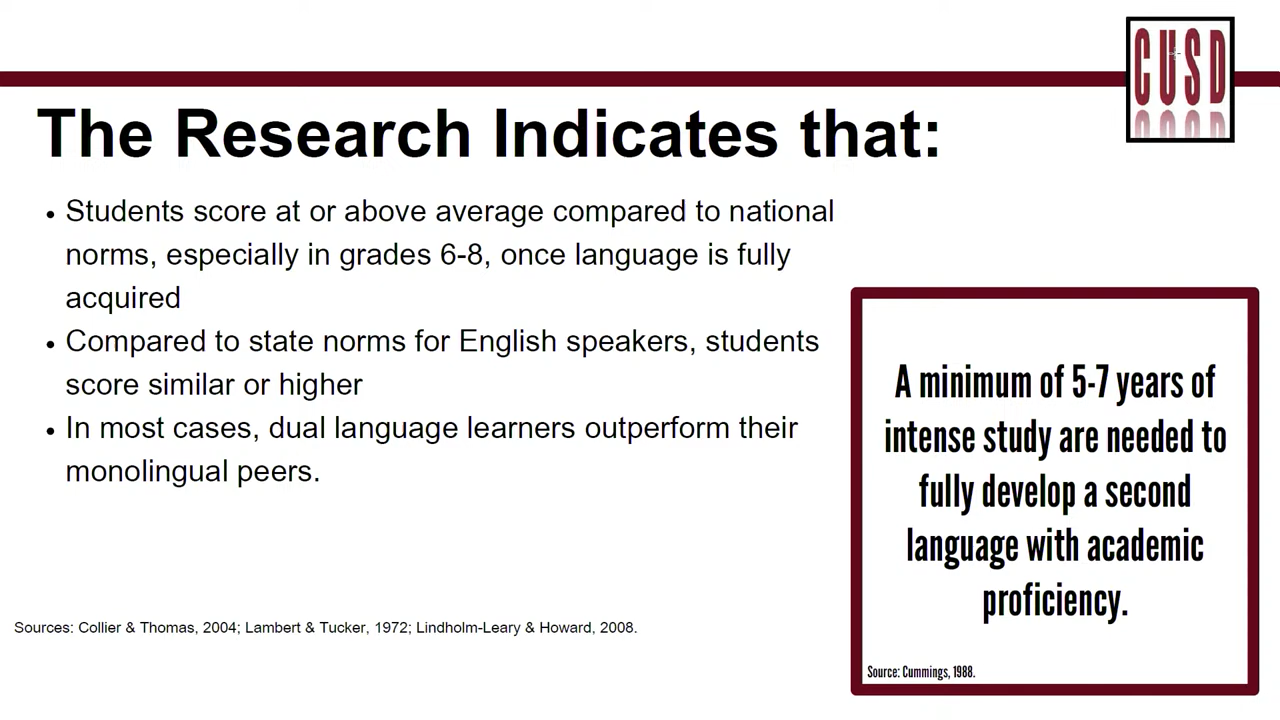 CUSD
The Research Indicates that:
• Students score at or above average compared to national
norms, especially in grades 6-8, once language is fully
acquired
• Compared to state norms for English speakers, students
score similar or higher
• In most cases, dual language learners outperform their
monolingual peers.
A minimum of 5-7 years of
intense study are needed to
fully develop a second
language with academic
proficiency.
Sources: Collier & Thomas, 2004; Lambert & Tucker, 1972; Lindholm-Leary & Howard, 2008.
Source: Cummings, 1988.